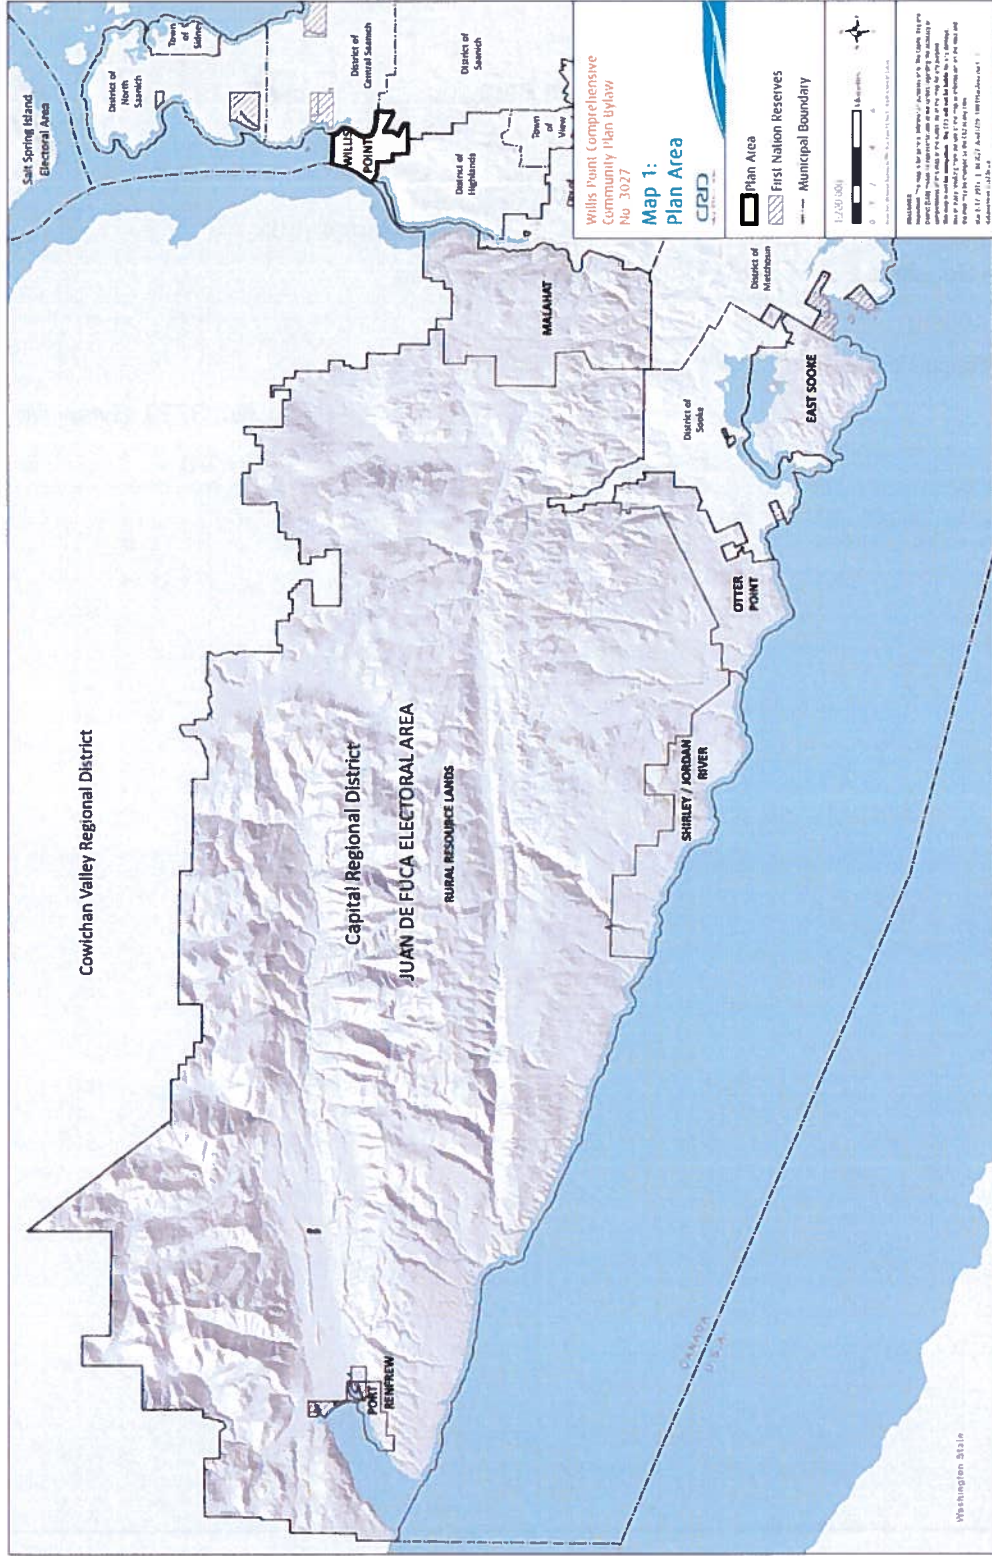 Salt Spring Island
Electoral Area
Town
of
Sidney
District of
North
Saanich
District of
Central Saanich
District of
Saanich
WILLIS
POINT
District of
Highlands
Town
of
View
City of
Cowichan Valley Regional District
MALAHAT
Capital Regional District
JUAN DE FUCA ELECTORAL AREA
RURAL RESOURCE LANDS
District of
Metchosin
District of
Sooke
EAST SOOKE
OTTER
POINT
SHIRLEY / JORDAN
RIVER
PORT
RENFREW
CANADA
U.S.A.
Washington State
Willis Point Comprehensive
Community Plan Bylaw
No 3027
Map 1:
Plan Area
CRD
Plan Area
First Nation Reserves
Municipal Boundary